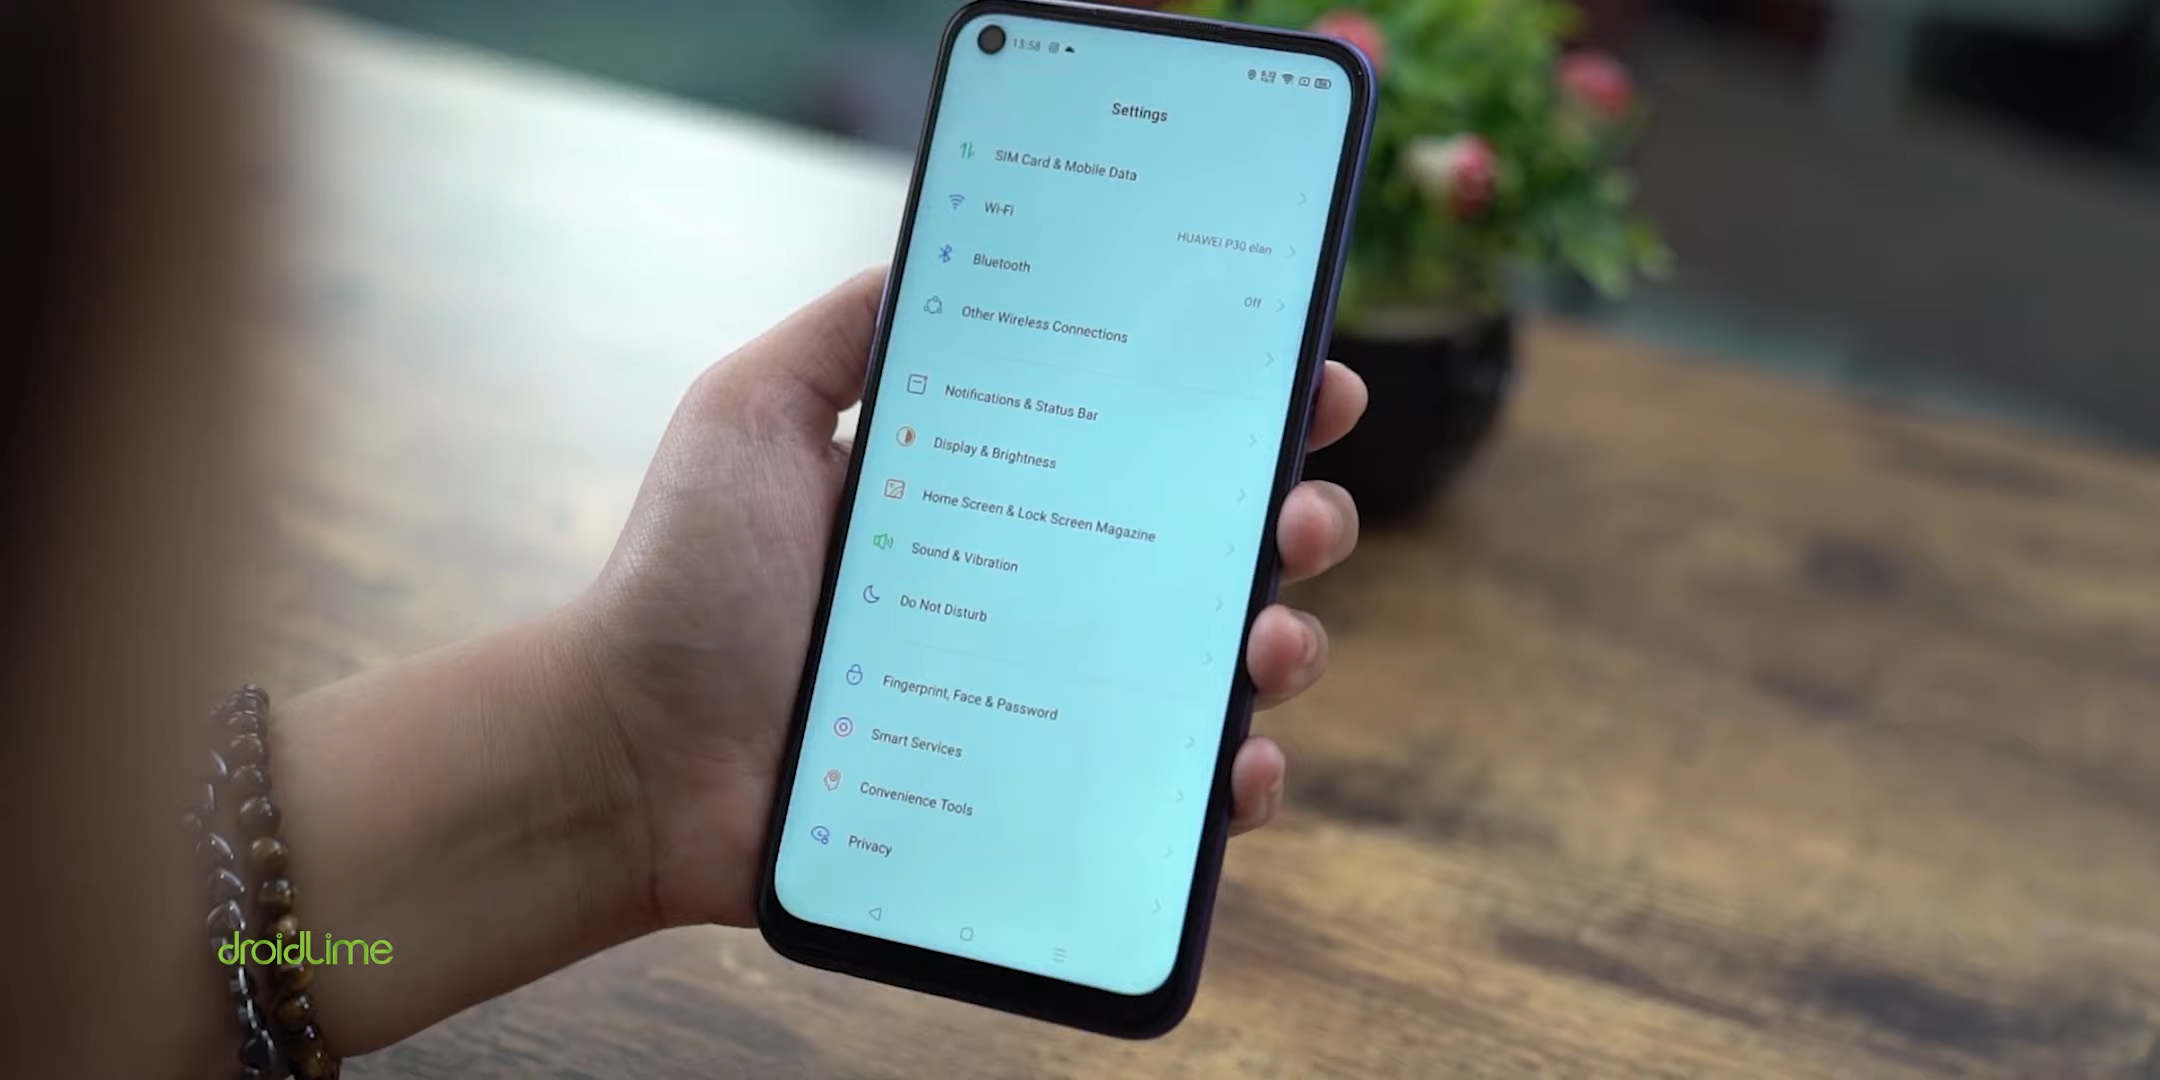 13:58
Settings
SIM Card & Mobile Data
Wi-Fi
HUAWEI P30 elan
Bluetooth
Off
Other Wireless Connections
Notifications & Status Bar
Display & Brightness
Home Screen & Lock Screen Magazine
Sound & Vibration
Do Not Disturb
Fingerprint, Face & Password
Smart Services
Convenience Tools
Privacy
droidlime